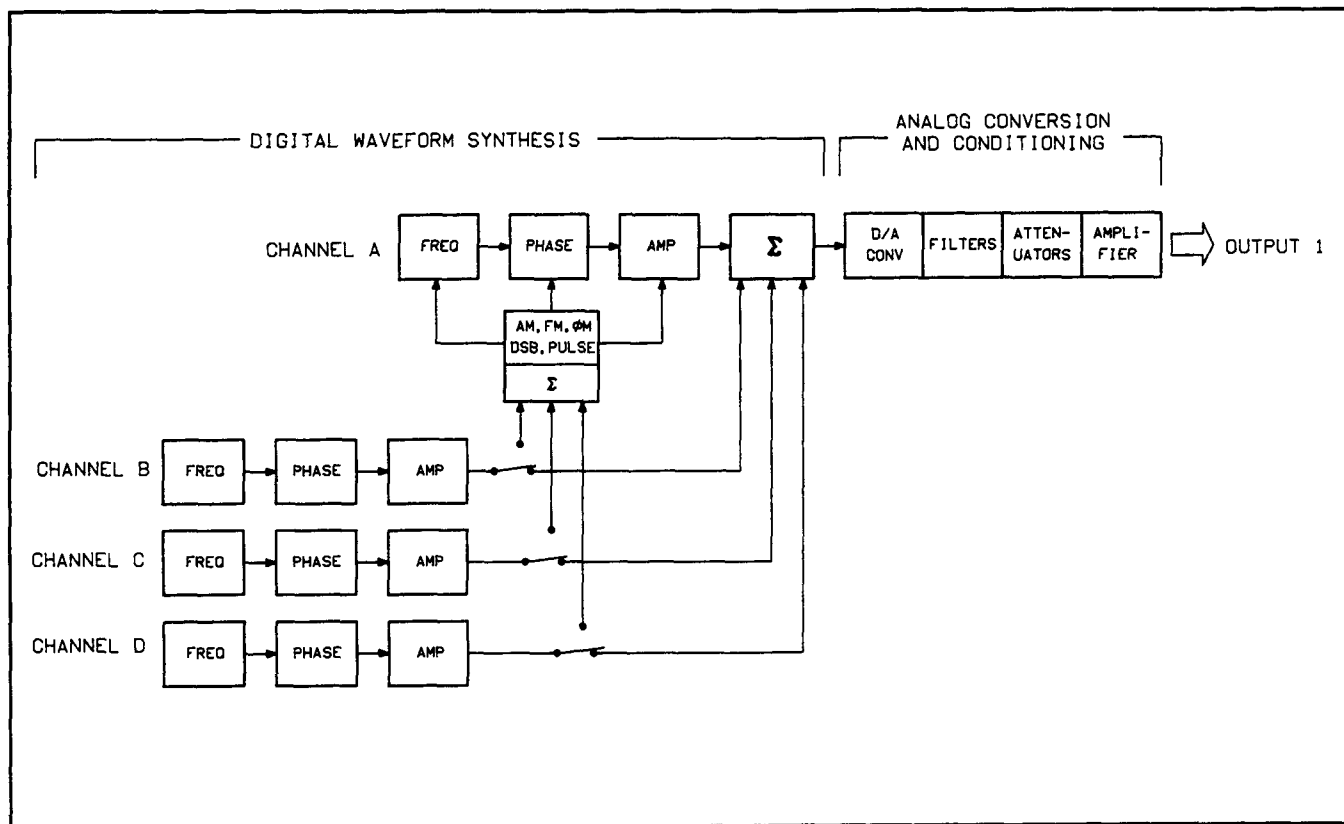 DIGITAL WAVEFORM SYNTHESIS
ANALOG CONVERSION
AND CONDITIONING
CHANNEL A
FREQ
PHASE
AMP
Σ
D/A
CONV
FILTERS
ATTEN-
UATORS
AMPLI-
FIER
OUTPUT 1
AM, FM, ØM
DSB, PULSE
Σ
CHANNEL B
FREQ
PHASE
AMP
CHANNEL C
FREQ
PHASE
AMP
CHANNEL D
FREQ
PHASE
AMP